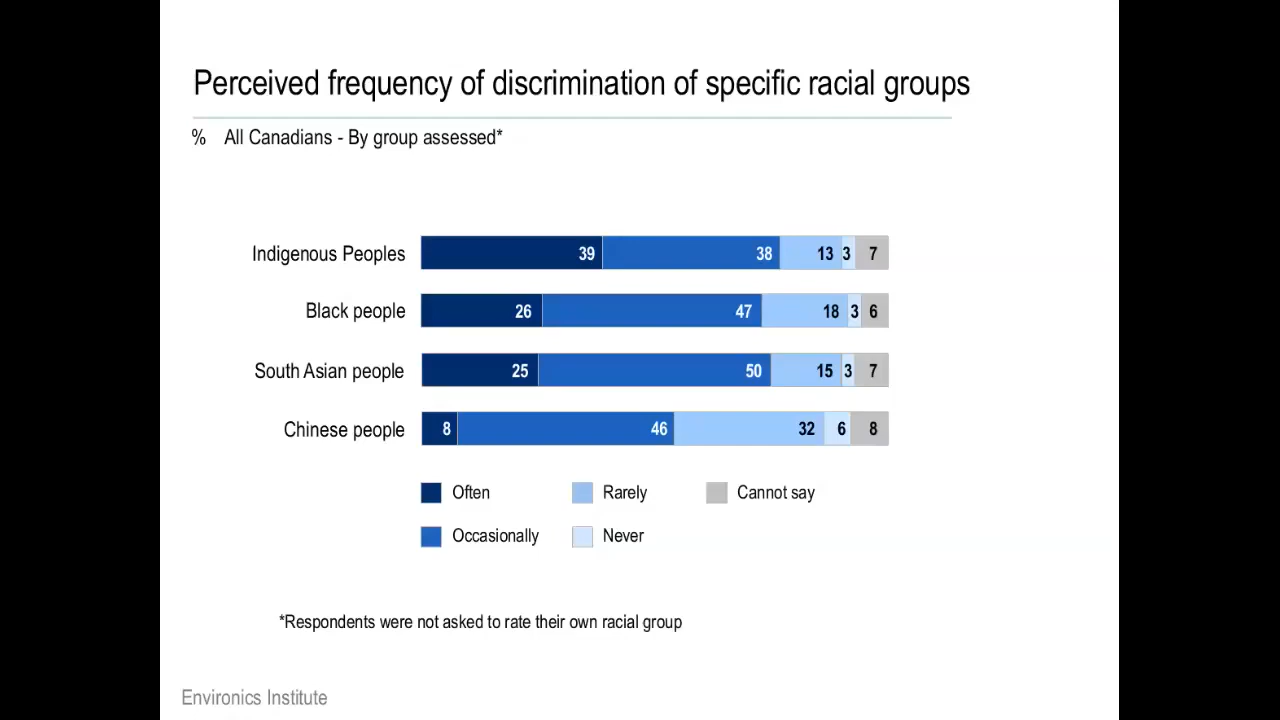 Perceived frequency of discrimination of specific racial groups
% All Canadians - By group assessed*
Indigenous Peoples 39 38 13 3 7
Black people 26 47 18 3 6
South Asian people 25 50 15 3 7
Chinese people 8 46 32 6 8
Often Rarely Cannot say
Occasionally Never
*Respondents were not asked to rate their own racial group
Environics Institute